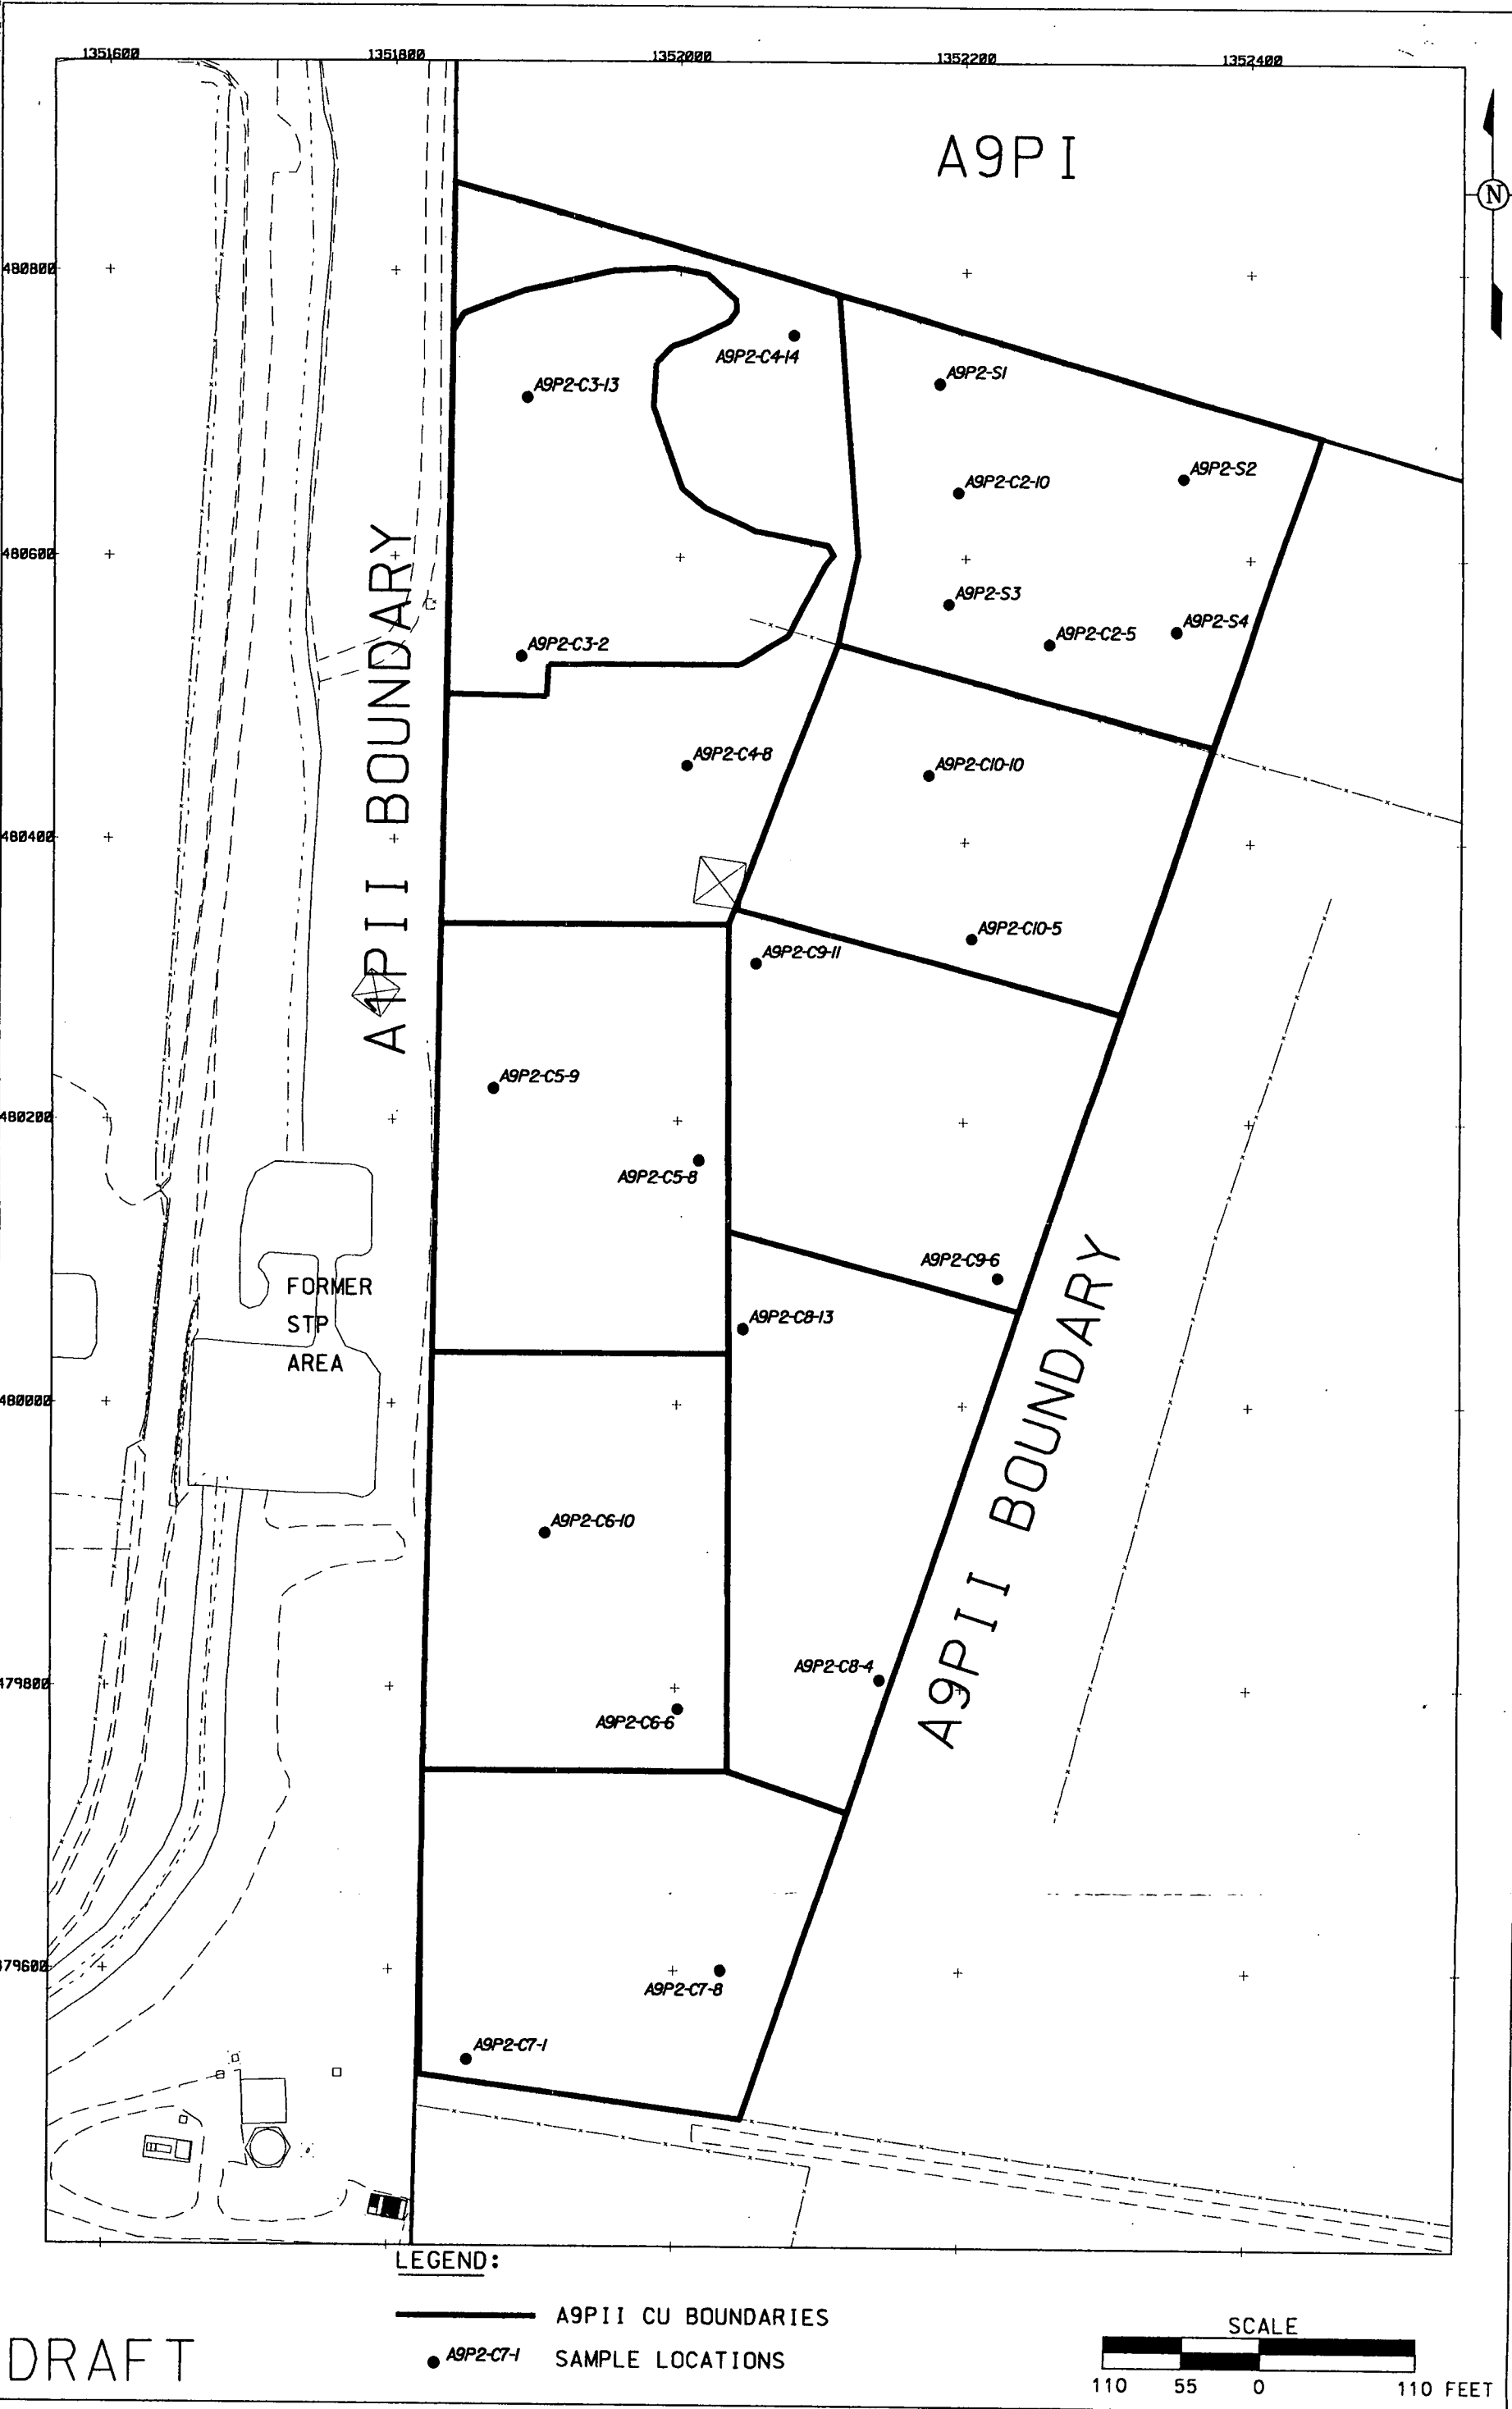 1351600 1351800 1352000 1352200 1352400
A9PI
N
480800
A9P2-C4-14
A9P2-S1
A9P2-C3-13
A9P2-S2
A9P2-C2-10
480600
A9P2-S3
A9P2-S4
A9P2-C2-5
A9P2-C3-2
A1PII BOUNDARY
A9P2-C4-8
A9P2-C10-10
480400
A9P2-C10-5
A9P2-C9-11
A9P2-C5-9
480200
A9P2-C5-8
A9P2-C9-6
FORMER
STP
AREA
A9P2-C8-13
A9PII BOUNDARY
480000
A9P2-C6-10
A9P2-C8-4
479800
A9P2-C6-6
479600
A9P2-C7-8
A9P2-C7-1
LEGEND:
A9PII CU BOUNDARIES
A9P2-C7-1 SAMPLE LOCATIONS
SCALE
110 55 0 110 FEET
DRAFT